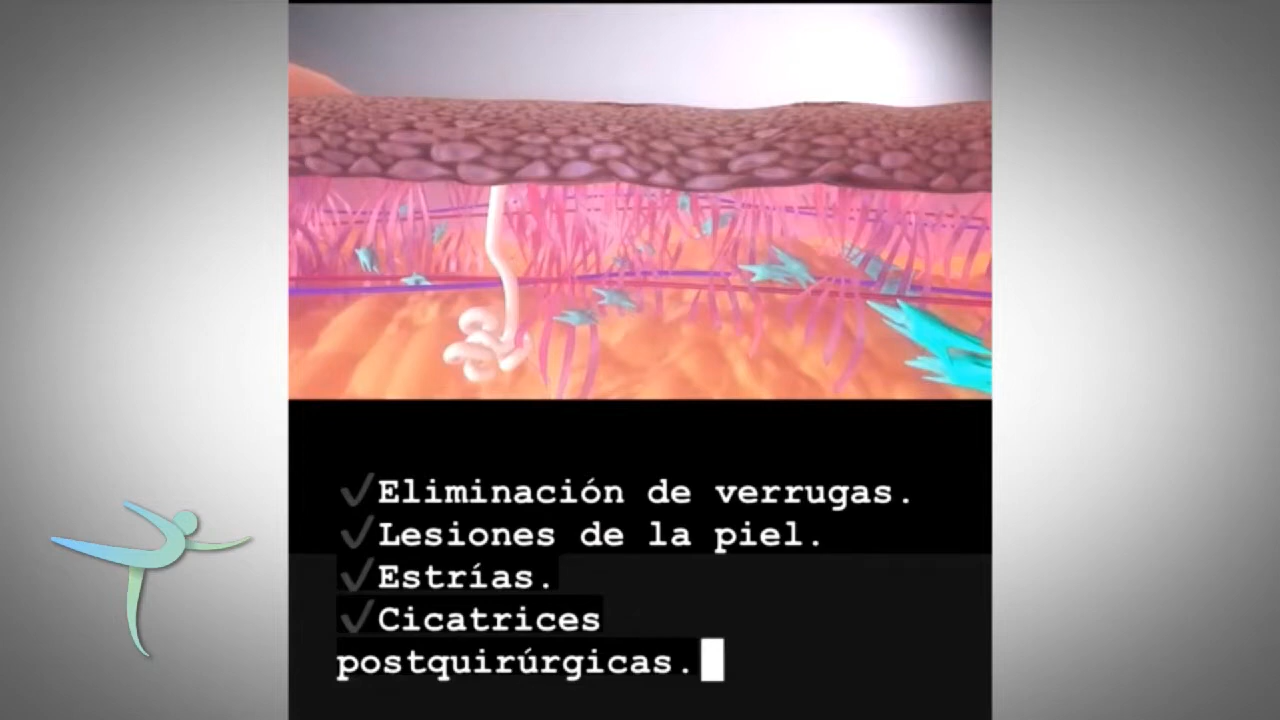 ✓Eliminación de verrugas.
✓Lesiones de la piel.
✓Estrías.
✓Cicatrices
postquirúrgicas.